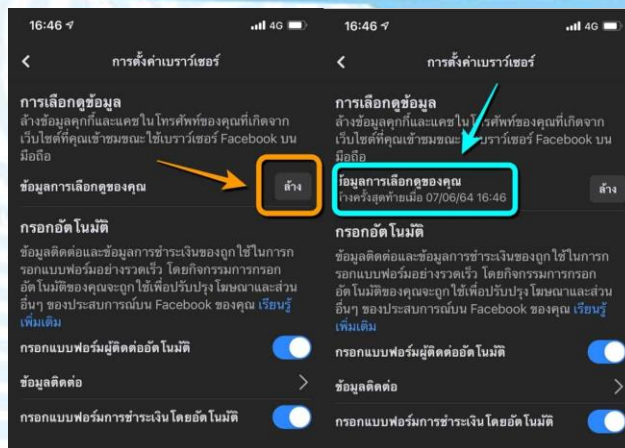 16:46 4G
การตั้งค่าเบราว์เซอร์
การเลือกดูข้อมูล
ล้างข้อมูลคุกกี้และแคชในโทรศัพท์ของคุณที่เกิดจาก
เว็บไซต์ที่คุณเข้าชมขณะใช้เบราว์เซอร์ Facebook บน
มือถือ
ข้อมูลการเลือกดูของคุณ ล้าง
กรอกอัตโนมัติ
ข้อมูลติดต่อและข้อมูลการชำระเงินของถูกใช้ในการก
รอกแบบฟอร์มอย่างรวดเร็ว โดยกิจกรรมการกรอก
อัตโนมัติของคุณจะถูกใช้เพื่อปรับปรุงโฆษณาและส่วน
อื่นๆ ของประสบการณ์บน Facebook ของคุณ เรียนรู้
เพิ่มเติม
กรอกแบบฟอร์มผู้ติดต่ออัตโนมัติ
ข้อมูลติดต่อ
กรอกแบบฟอร์มการชำระเงินโดยอัตโนมัติ
16:46 4G
การตั้งค่าเบราว์เซอร์
การเลือกดูข้อมูล
ล้างข้อมูลคุกกี้และแคชในโทรศัพท์ของคุณที่เกิดจาก
เว็บไซต์ที่คุณเข้าชมขณะใช้เบราว์เซอร์ Facebook บน
มือถือ
ข้อมูลการเลือกดูของคุณ
ล้างครั้งสุดท้ายเมื่อ 07/06/64 16:46 ล้าง
กรอกอัตโนมัติ
ข้อมูลติดต่อและข้อมูลการชำระเงินของถูกใช้ในการก
รอกแบบฟอร์มอย่างรวดเร็ว โดยกิจกรรมการกรอก
อัตโนมัติของคุณจะถูกใช้เพื่อปรับปรุงโฆษณาและส่วน
อื่นๆ ของประสบการณ์บน Facebook ของคุณ เรียนรู้
เพิ่มเติม
กรอกแบบฟอร์มผู้ติดต่ออัตโนมัติ
ข้อมูลติดต่อ
กรอกแบบฟอร์มการชำระเงินโดยอัตโนมัติ